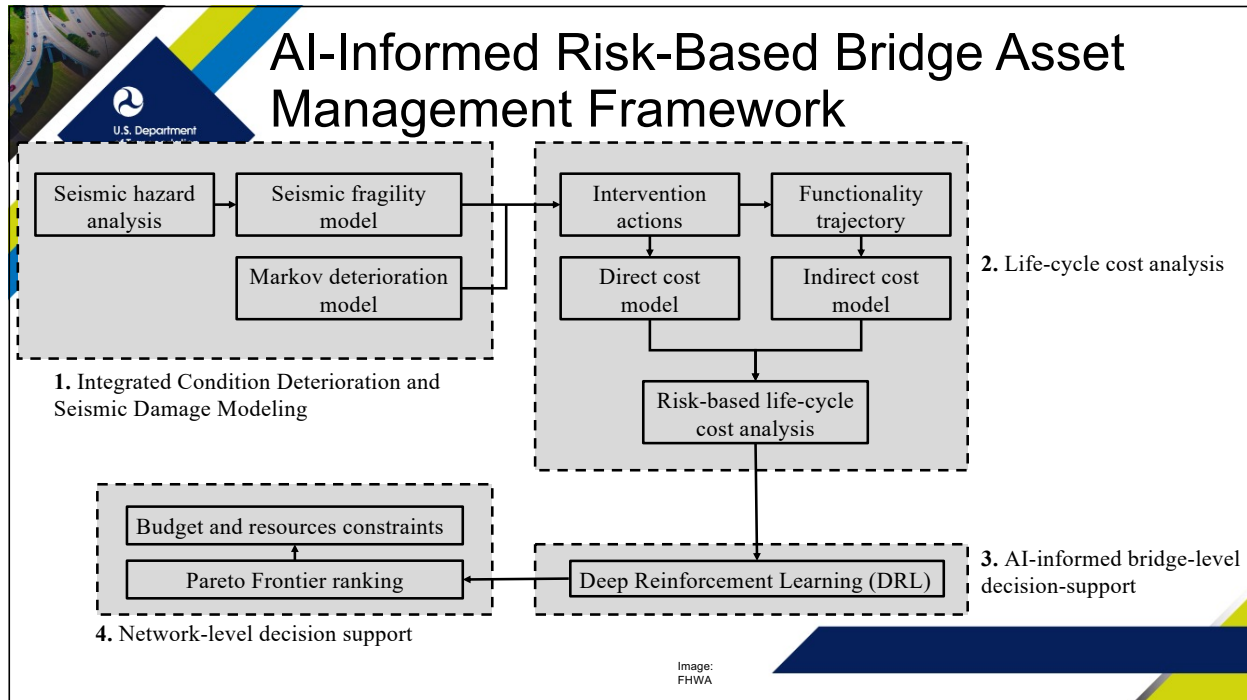 AI-Informed Risk-Based Bridge Asset
Management Framework
U.S. Department
Seismic hazard
analysis
Seismic fragility
model
Markov deterioration
model
1. Integrated Condition Deterioration and
Seismic Damage Modeling
Intervention
actions
Functionality
trajectory
Direct cost
model
Indirect cost
model
Risk-based life-cycle
cost analysis
2. Life-cycle cost analysis
Deep Reinforcement Learning (DRL)
3. AI-informed bridge-level
decision-support
Budget and resources constraints
Pareto Frontier ranking
4. Network-level decision support
Image:
FHWA